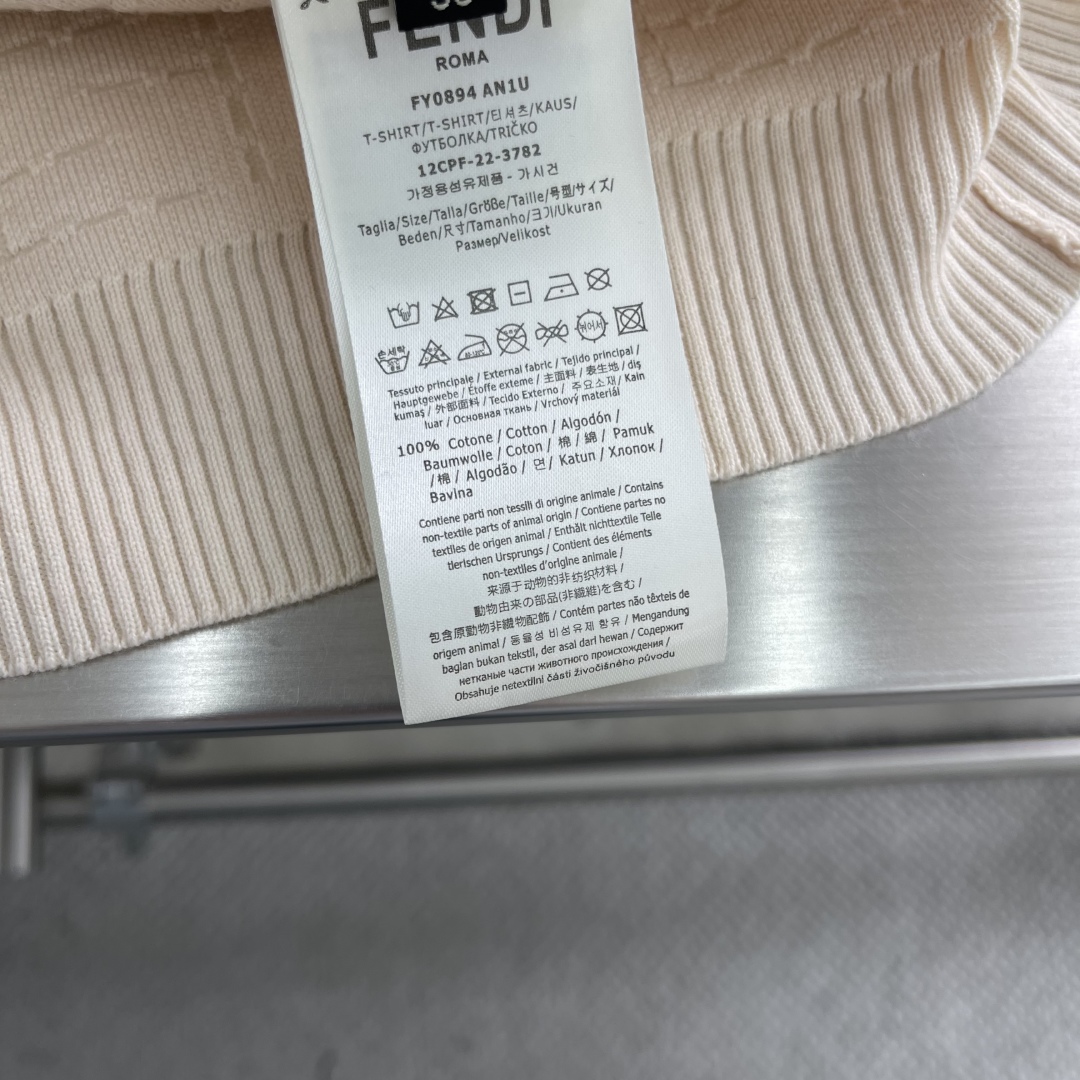 FENDI
ROMA
FY0894 AN1U
T-SHIRT/T-SHIRT/티셔츠/KAUS/
ФУТБОЛКА/TRIČKO
12CPF-22-3782
가정용섬유제품 - 가시건
Taglia/Size/Talla/Größe/Taille/号型/サイズ/
Beden/尺寸/Tamanho/크기/Ukuran
Размер/Velikost
손세탁
Tessuto principale / External fabric / Tejido principal /
Hauptgewebe / Étoffe exteme / 主面料 / 表生地 / diş
kumaş / 外部面料 / Tecido Externo / 주요소재 / Kain
luar / Основная ткань / Vrchový materiál
100% Cotone / Cotton / Algodón /
Baumwolle / Coton / 棉 / 綿 / Pamuk
/ 棉 / Algodão / 면 / Katun / Хлопок /
Bavina
Contiene parti non tessili di origine animale / Contains
non-textile parts of animal origin / Contiene partes no
textiles de origen animal / Enthält nichttextile Teile
tierischen Ursprungs / Contient des éléments
non-textiles d'origine animale /
来源于动物的非纺织材料 /
動物由来の部品(非繊維)を含む /
包含原動物非織物配飾 / Contém partes não têxteis de
origem animal / 동물성 비섬유제 함유 / Mengandung
bagian bukan tekstil, der asal dari hewan / Содержит
нетканые части животного происхождения /
Obsahuje netextilní části živočišného původu